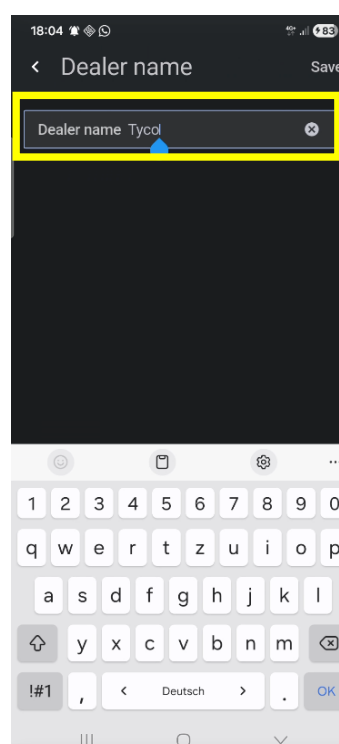 18:04
83
Dealer name
Save
Dealer name Tyco
1 2 3 4 5 6 7 8 9 0
q w e r t z u i o p
a s d f g h j k l
y x c v b n m
!#1 , < Deutsch > . OK